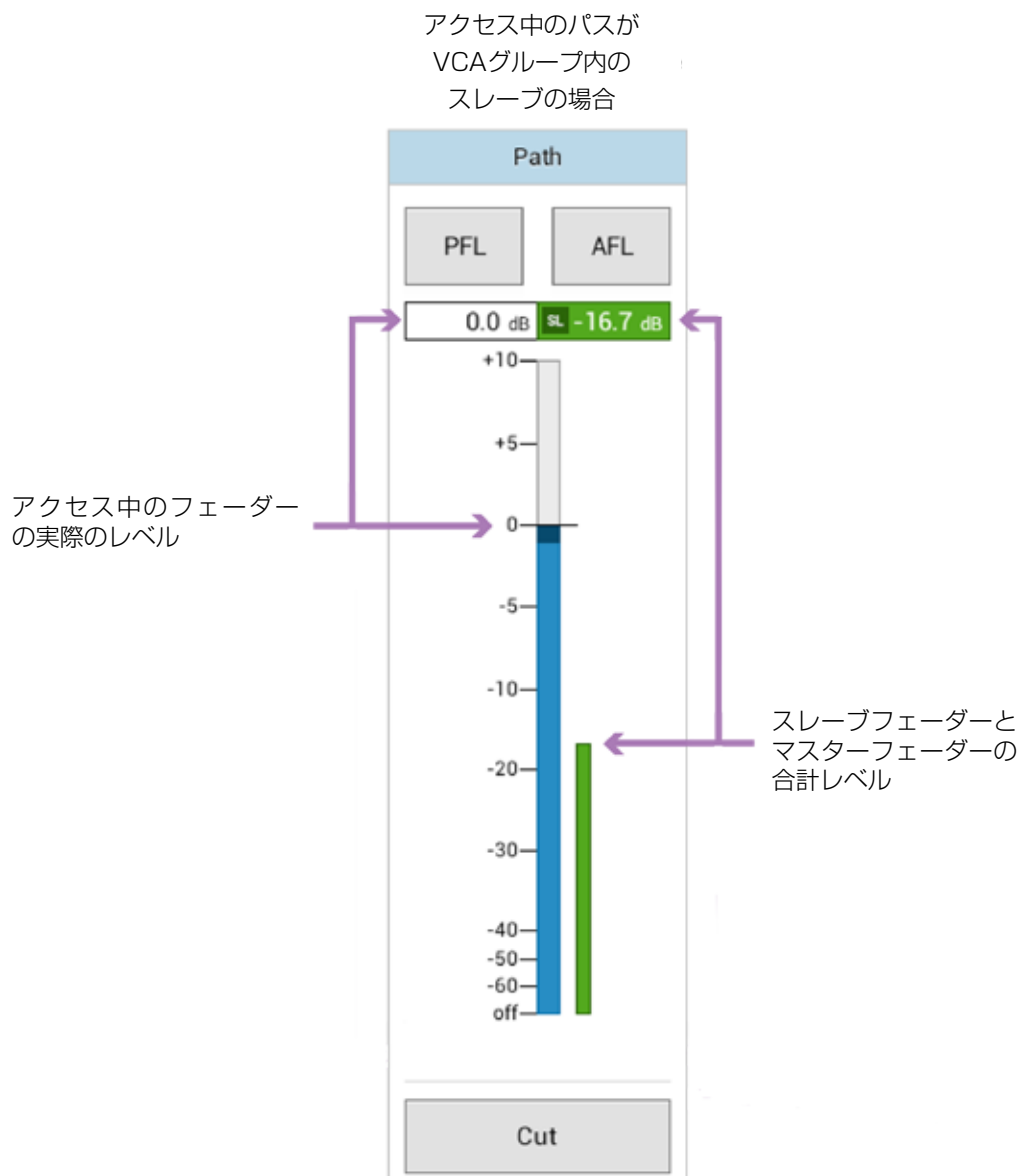 アクセス中のパスが
VCAグループ内の
スレーブの場合
Path
PFL AFL
0.0 dB SL -16.7 dB
+10
+5
0
-5
-10
-20
-30
-40
-50
-60
off
アクセス中のフェーダー
の実際のレベル
スレーブフェーダーと
マスターフェーダーの
合計レベル
Cut